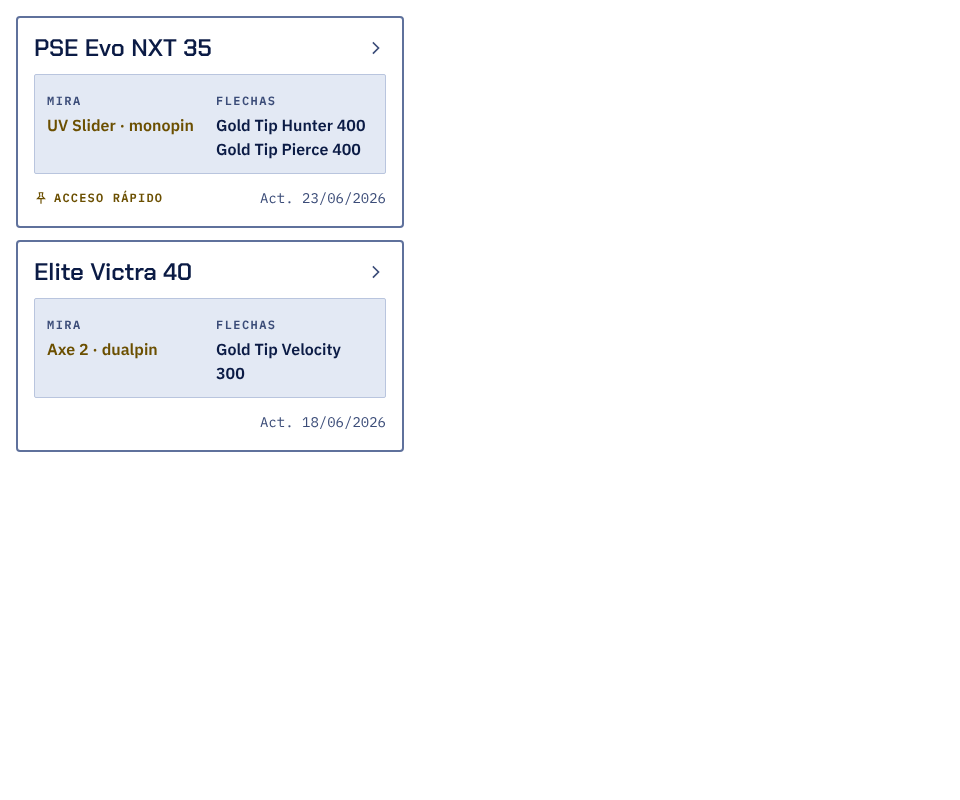 PSE Evo NXT 35
MIRA
UV Slider · monopin
FLECHAS
Gold Tip Hunter 400
Gold Tip Pierce 400
ACCESO RÁPIDO
Act. 23/06/2026
Elite Victra 40
MIRA
Axe 2 · dualpin
FLECHAS
Gold Tip Velocity
300
Act. 18/06/2026